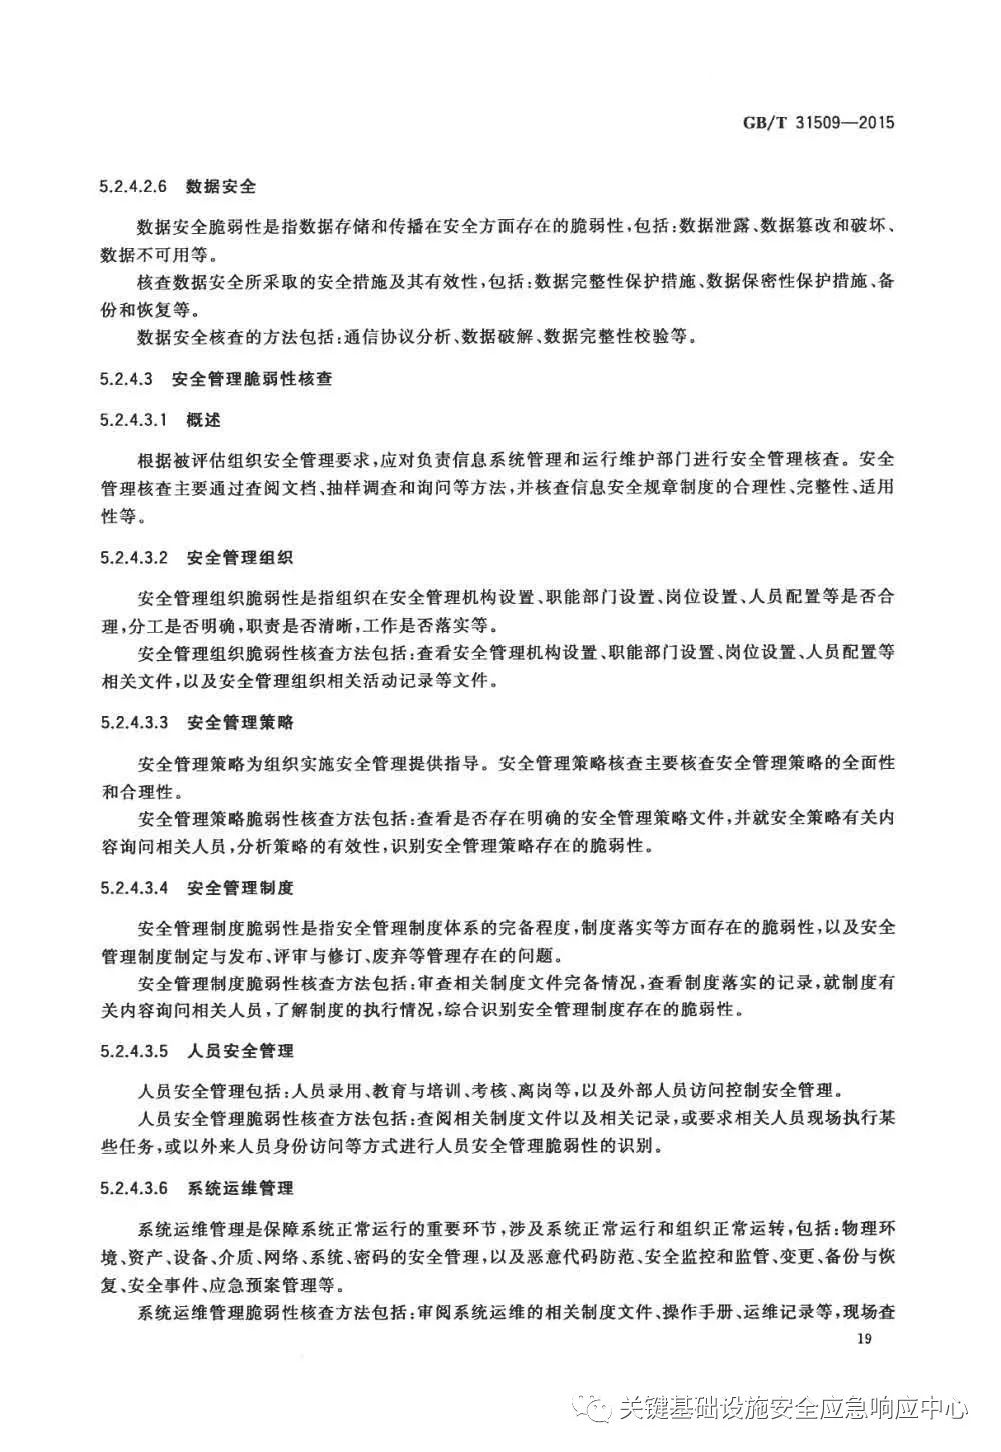 GB/T 31509—2015
5.2.4.2.6 数据安全
数据安全脆弱性是指数据存储和传播在安全方面存在的脆弱性,包括:数据泄露、数据篡改和破坏、
数据不可用等。
核查数据安全所采取的安全措施及其有效性,包括:数据完整性保护措施、数据保密性保护措施、备
份和恢复等。
数据安全核查的方法包括:通信协议分析、数据破解、数据完整性校验等。
5.2.4.3 安全管理脆弱性核查
5.2.4.3.1 概述
根据被评估组织安全管理要求,应对负责信息系统管理和运行维护部门进行安全管理核查。安全
管理核查主要通过查阅文档、抽样调查和询问等方法,并核查信息安全规章制度的合理性、完整性、适用
性等。
5.2.4.3.2 安全管理组织
安全管理组织脆弱性是指组织在安全管理机构设置、职能部门设置、岗位设置、人员配置等是否合
理,分工是否明确,职责是否清晰,工作是否落实等。
安全管理组织脆弱性核查方法包括:查看安全管理机构设置、职能部门设置、岗位设置、人员配置等
相关文件,以及安全管理组织相关活动记录等文件。
5.2.4.3.3 安全管理策略
安全管理策略为组织实施安全管理提供指导。安全管理策略核查主要核查安全管理策略的全面性
和合理性。
安全管理策略脆弱性核查方法包括:查看是否存在明确的安全管理策略文件,并就安全策略有关内
容询问相关人员,分析策略的有效性,识别安全管理策略存在的脆弱性。
5.2.4.3.4 安全管理制度
安全管理制度脆弱性是指安全管理制度体系的完备程度,制度落实等方面存在的脆弱性,以及安全
管理制度制定与发布、评审与修订、废弃等管理存在的问题。
安全管理制度脆弱性核查方法包括:审查相关制度文件完备情况,查看制度落实的记录,就制度有
关内容询问相关人员,了解制度的执行情况,综合识别安全管理制度存在的脆弱性。
5.2.4.3.5 人员安全管理
人员安全管理包括:人员录用、教育与培训、考核、离岗等,以及外部人员访问控制安全管理。
人员安全管理脆弱性核查方法包括:查阅相关制度文件以及相关记录,或要求相关人员现场执行某
些任务,或以外来人员身份访问等方式进行人员安全管理脆弱性的识别。
5.2.4.3.6 系统运维管理
系统运维管理是保障系统正常运行的重要环节,涉及系统正常运行和组织正常运转,包括:物理环
境、资产、设备、介质、网络、系统、密码的安全管理,以及恶意代码防范、安全监控和监管、变更、备份与恢
复、安全事件、应急预案管理等。
系统运维管理脆弱性核查方法包括:审阅系统运维的相关制度文件、操作手册、运维记录等,现场查
19
关键基础设施安全应急响应中心